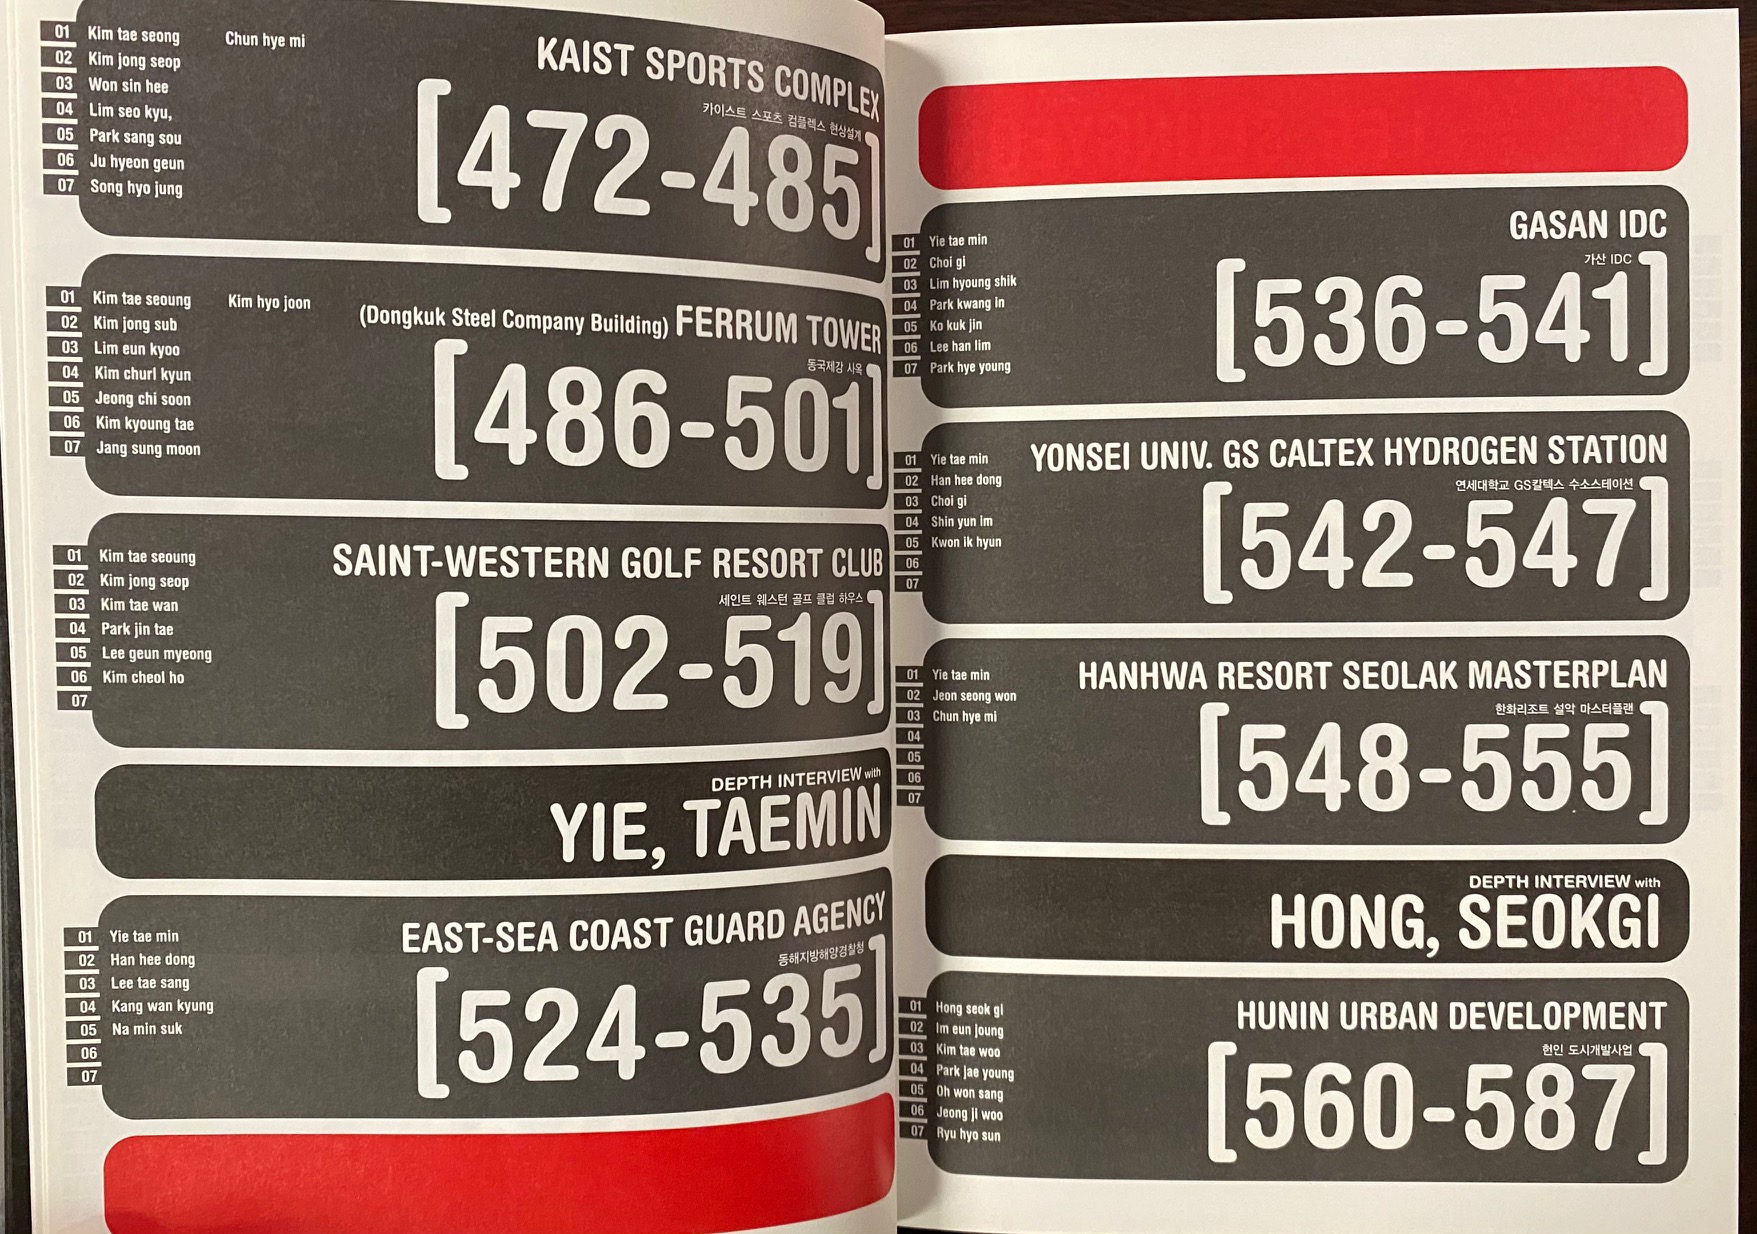 01 Kim tae seong Chun hye mi
02 Kim jong seop
03 Won sin hee
04 Lim seo kyu,
05 Park sang sou
06 Ju hyeon geun
07 Song hyo jung
KAIST SPORTS COMPLEX
카이스트 스포츠 컴플렉스 현상설계
[472-485]
01 Kim tae seoung Kim hyo joon
02 Kim jong sub
03 Lim eun kyoo
04 Kim churl kyun
05 Jeong chi soon
06 Kim kyoung tae
07 Jang sung moon
(Dongkuk Steel Company Building) FERRUM TOWER
동국제강 사옥
[486-501]
01 Kim tae seoung
02 Kim jong seop
03 Kim tae wan
04 Park jin tae
05 Lee geun myeong
06 Kim cheol ho
07
SAINT-WESTERN GOLF RESORT CLUB
세인트 웨스턴 골프 클럽 하우스
[502-519]
DEPTH INTERVIEW with
YIE, TAEMIN
01 Yie tae min
02 Han hee dong
03 Lee tae sang
04 Kang wan kyung
05 Na min suk
06
07
EAST-SEA COAST GUARD AGENCY
동해지방해양경찰청
[524-535]
01 Yie tae min
02 Choi gi
03 Lim hyoung shik
04 Park kwang in
05 Ko kuk jin
06 Lee han lim
07 Park hye young
GASAN IDC
가산 IDC
[536-541]
01 Yie tae min
02 Han hee dong
03 Choi gi
04 Shin yun im
05 Kwon ik hyun
06
07
YONSEI UNIV. GS CALTEX HYDROGEN STATION
연세대학교 GS칼텍스 수소스테이션
[542-547]
01 Yie tae min
02 Jeon seong won
03 Chun hye mi
04
05
06
07
HANHWA RESORT SEOLAK MASTERPLAN
한화리조트 설악 마스터플랜
[548-555]
DEPTH INTERVIEW with
HONG, SEOKGI
01 Hong seok gi
02 Im eun joung
03 Kim tae woo
04 Park jae young
05 Oh won sang
06 Jeong ji woo
07 Ryu hyo sun
HUNIN URBAN DEVELOPMENT
헌인 도시개발사업
[560-587]